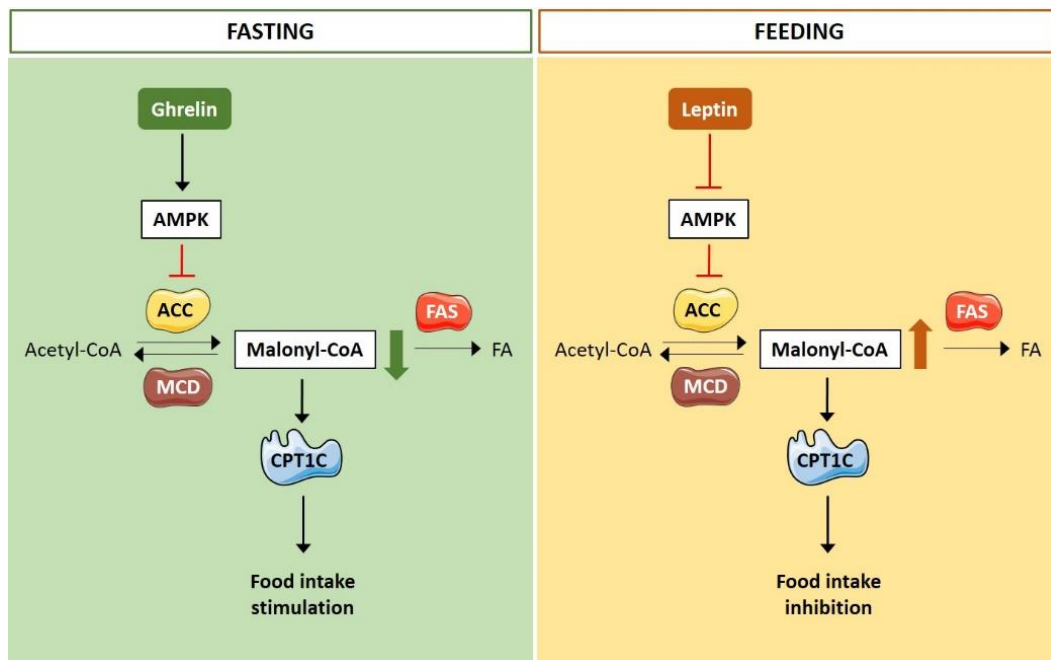 FASTING
Ghrelin
AMPK
ACC
FAS
Acetyl-CoA
Malonyl-CoA
FA
MCD
CPT1C
Food intake
stimulation
FEEDING
Leptin
AMPK
ACC
FAS
Acetyl-CoA
Malonyl-CoA
FA
MCD
CPT1C
Food intake
inhibition